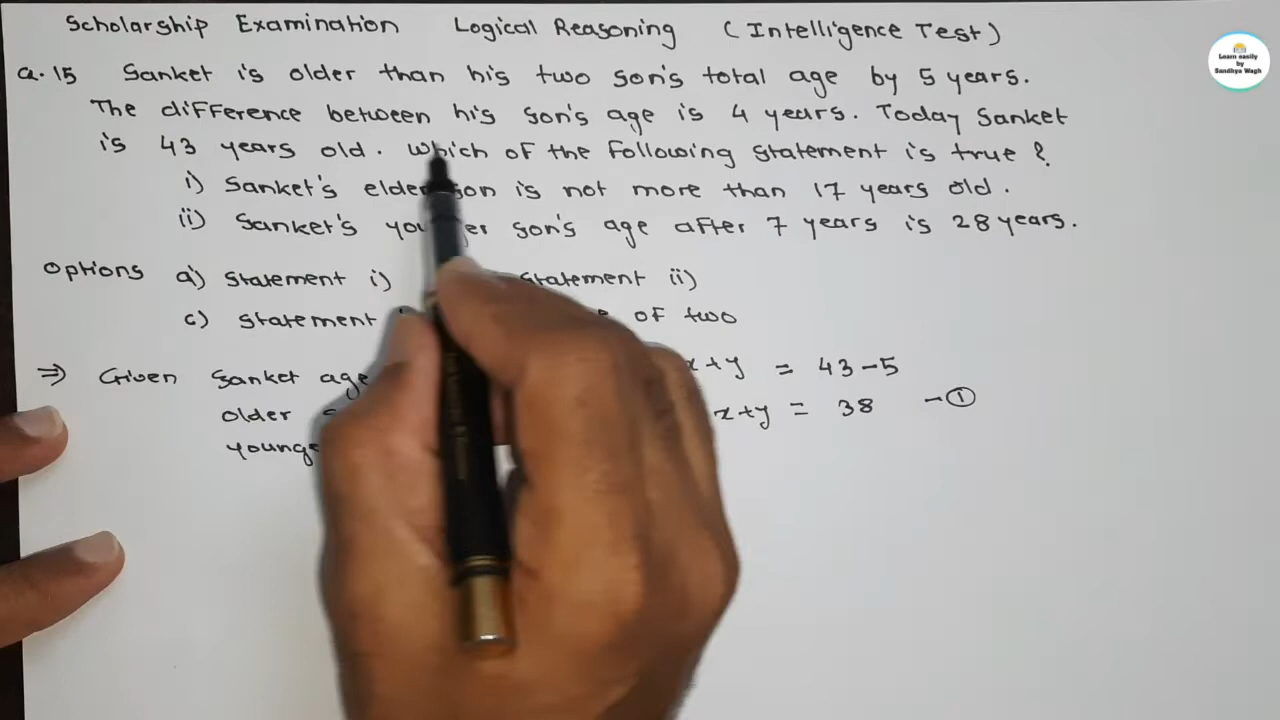 Scholarship Examination Logical Reasoning (Intelligence Test)
Learn easily
by
Sandhya Wagh
Q.15 Sanket is older than his two son's total age by 5 years.
The difference between his son's age is 4 years. Today Sanket
is 43 years old. Which of the following statement is true ?
i) Sanket's elder son is not more than 17 years old.
ii) Sanket's younger son's age after 7 years is 28 years.
Options a) Statement i) Statement ii)
c) Statement of two
⇒ Given Sanket age x+y = 43-5
older x+y = 38 -①